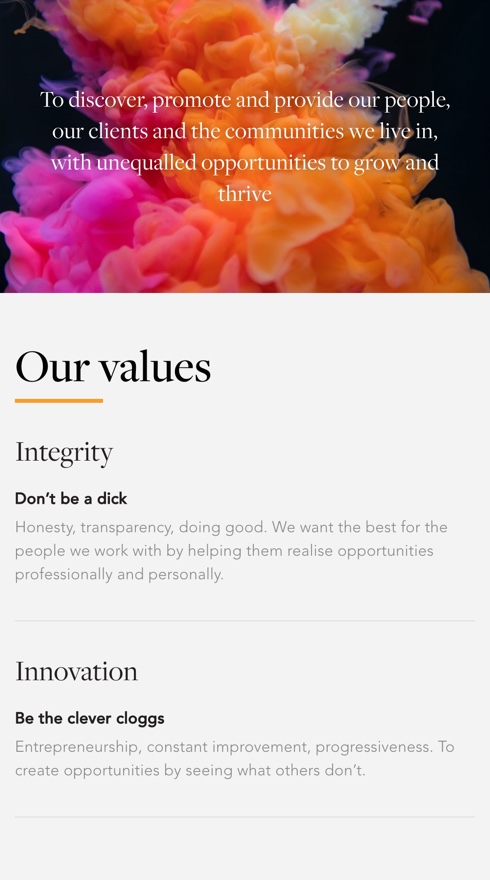 To discover, promote and provide our people,
our clients and the communities we live in,
with unequalled opportunities to grow and
thrive
Our values
Integrity
Don’t be a dick
Honesty, transparency, doing good. We want the best for the
people we work with by helping them realise opportunities
professionally and personally.
Innovation
Be the clever cloggs
Entrepreneurship, constant improvement, progressiveness. To
create opportunities by seeing what others don’t.